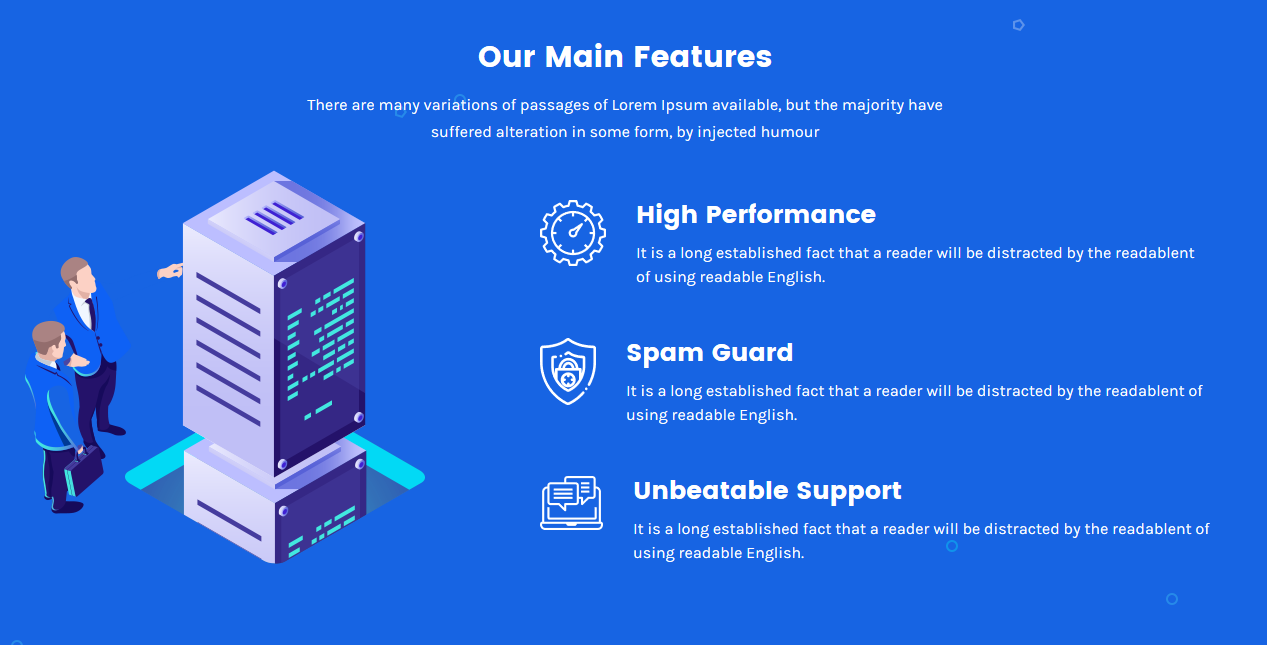 Our Main Features
There are many variations of passages of Lorem Ipsum available, but the majority have
suffered alteration in some form, by injected humour
High Performance
It is a long established fact that a reader will be distracted by the readablent
of using readable English.
Spam Guard
It is a long established fact that a reader will be distracted by the readablent of
using readable English.
Unbeatable Support
It is a long established fact that a reader will be distracted by the readablent of
using readable English.